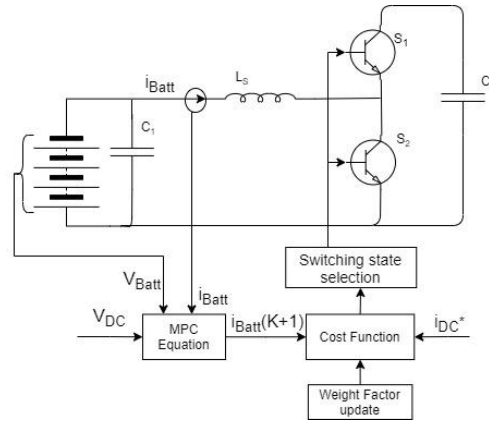 S1
iBatt
LS
C1
C
S2
Switching state
selection
VBatt
iBatt
VDC
MPC
Equation
iBatt(K+1)
Cost Function
iDC*
Weight Factor
update